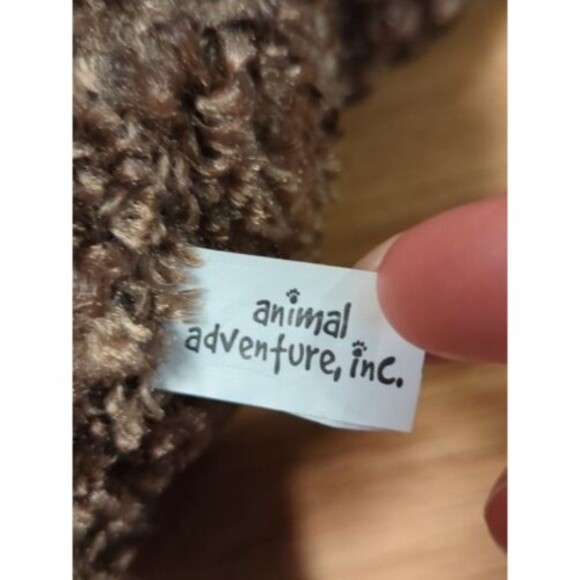 animal
adventure, inc.